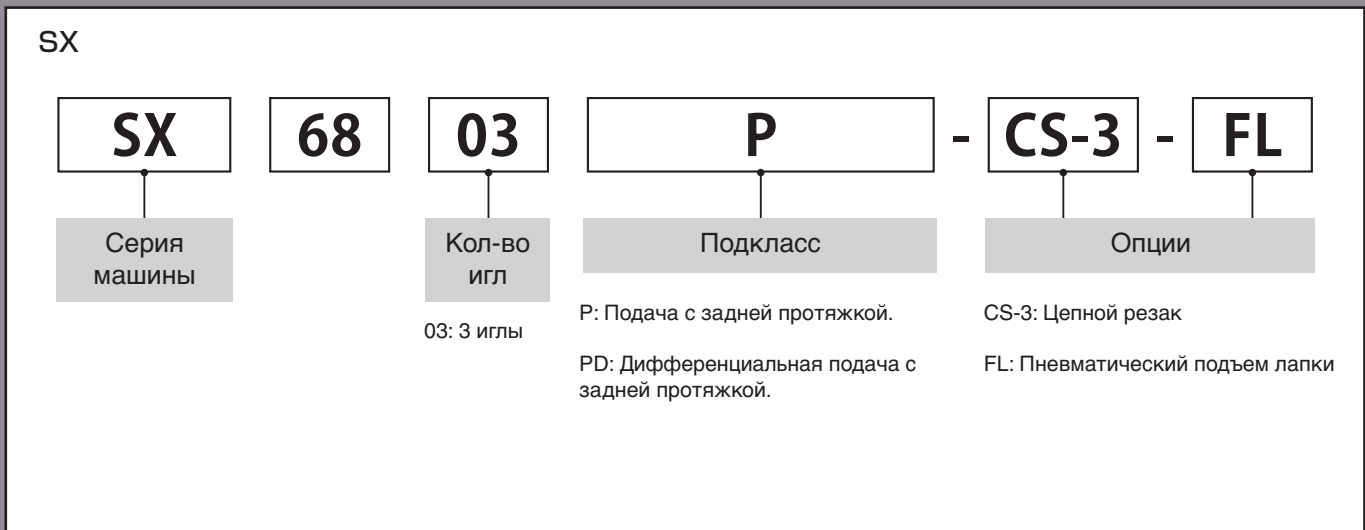 SX
SX 68 03 P - CS-3 - FL
Серия
машины
Кол-во
игл
Подкласс
Опции
03: 3 иглы
P: Подача с задней протяжкой.
PD: Дифференциальная подача с
задней протяжкой.
CS-3: Цепной резак
FL: Пневматический подъем лапки